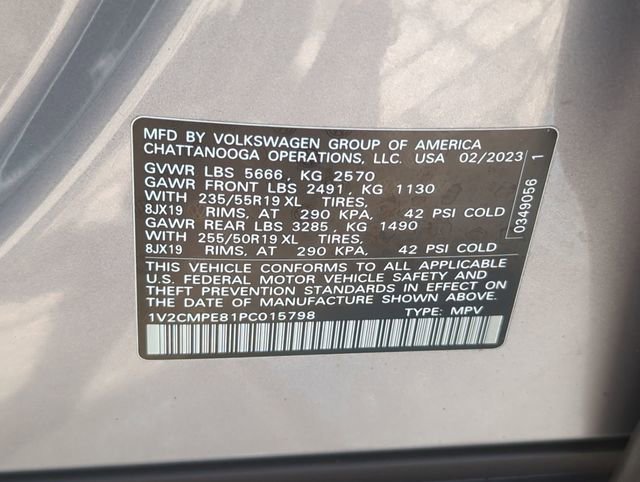 MFD BY VOLKSWAGEN GROUP OF AMERICA
CHATTANOOGA OPERATIONS, LLC. USA 02/2023
GVWR LBS 5666, KG 2570
GAWR FRONT LBS 2491, KG 1130
WITH 235/55R19 XL TIRES,
8JX19 RIMS, AT 290 KPA, 42 PSI COLD
GAWR REAR LBS 3285, KG 1490
WITH 255/50R19 XL TIRES,
8JX19 RIMS, AT 290 KPA, 42 PSI COLD
THIS VEHICLE CONFORMS TO ALL APPLICABLE
U.S. FEDERAL MOTOR VEHICLE SAFETY AND
THEFT PREVENTION STANDARDS IN EFFECT ON
THE DATE OF MANUFACTURE SHOWN ABOVE.
1V2CMPE81PC015798 TYPE: MPV
0349056 1